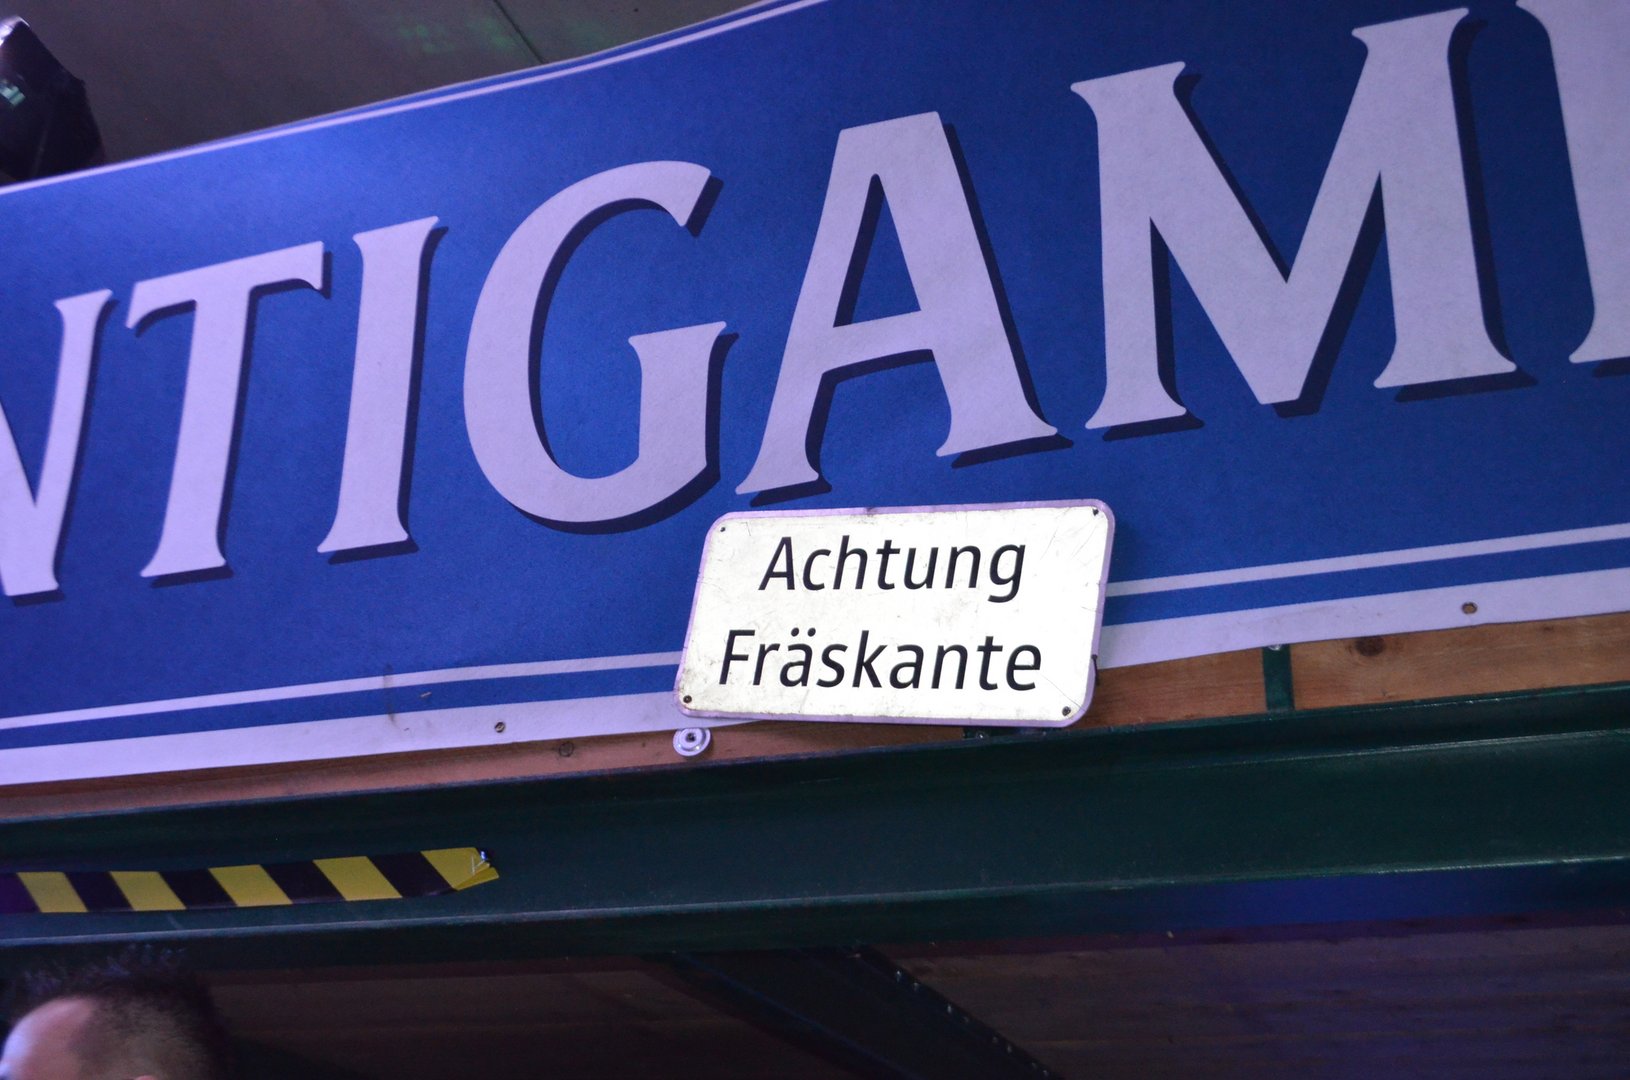 NTIGAM
Achtung
Fräskante